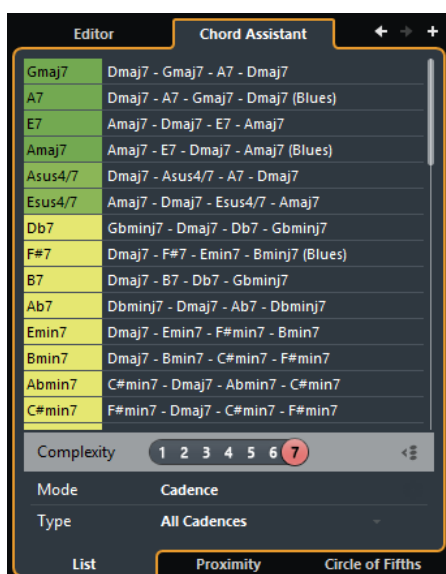 Editor Chord Assistant
Gmaj7 Dmaj7 - Gmaj7 - A7 - Dmaj7
A7 Dmaj7 - A7 - Gmaj7 - Dmaj7 (Blues)
E7 Amaj7 - Dmaj7 - E7 - Amaj7
Amaj7 Amaj7 - E7 - Dmaj7 - Amaj7 (Blues)
Asus4/7 Dmaj7 - Asus4/7 - A7 - Dmaj7
Esus4/7 Amaj7 - Dmaj7 - Esus4/7 - Amaj7
Db7 Gbminj7 - Dmaj7 - Db7 - Gbminj7
F#7 Dmaj7 - F#7 - Emin7 - Bminj7 (Blues)
B7 Dmaj7 - B7 - Db7 - Gbminj7
Ab7 Dbminj7 - Dmaj7 - Ab7 - Dbminj7
Emin7 Dmaj7 - Emin7 - F#min7 - Bmin7
Bmin7 Dmaj7 - Bmin7 - C#min7 - F#min7
Abmin7 C#min7 - Dmaj7 - Abmin7 - C#min7
C#min7 F#min7 - Dmaj7 - C#min7 - F#min7
Complexity 1 2 3 4 5 6 7
Mode Cadence
Type All Cadences
List Proximity Circle of Fifths